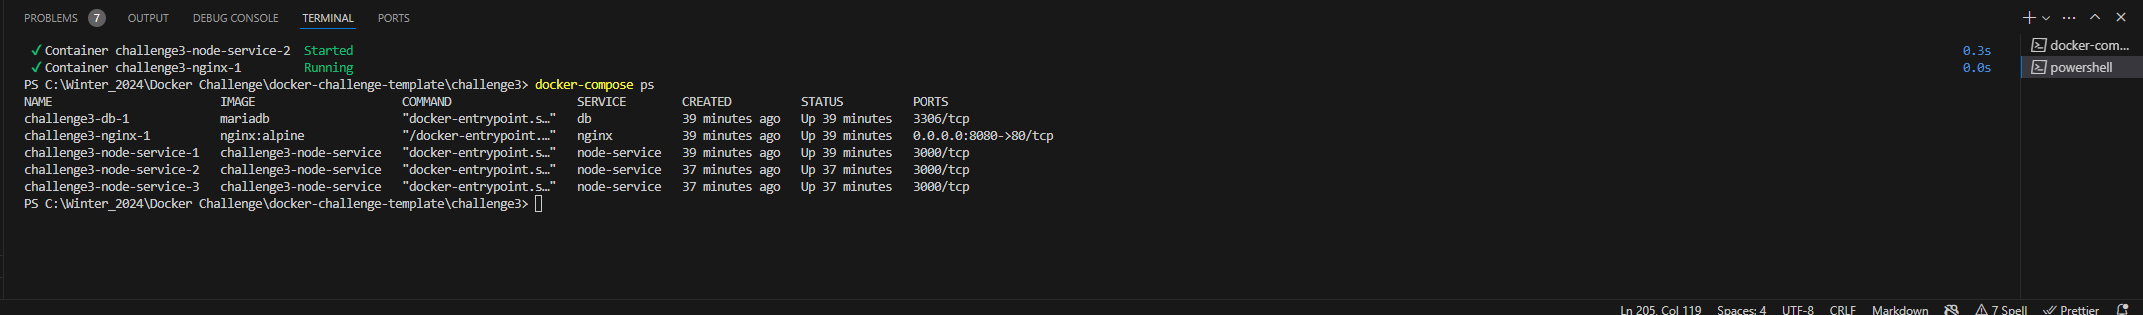 PROBLEMS 7 OUTPUT DEBUG CONSOLE TERMINAL PORTS
✓ Container challenge3-node-service-2 Started 0.3s
✓ Container challenge3-nginx-1 Running 0.0s
PS C:\Winter_2024\Docker Challenge\docker-challenge-template\challenge3> docker-compose ps
NAME IMAGE COMMAND SERVICE CREATED STATUS PORTS
challenge3-db-1 mariadb "docker-entrypoint.s…" db 39 minutes ago Up 39 minutes 3306/tcp
challenge3-nginx-1 nginx:alpine "/docker-entrypoint.…" nginx 39 minutes ago Up 39 minutes 0.0.0.0:8080->80/tcp
challenge3-node-service-1 challenge3-node-service "docker-entrypoint.s…" node-service 39 minutes ago Up 39 minutes 3000/tcp
challenge3-node-service-2 challenge3-node-service "docker-entrypoint.s…" node-service 37 minutes ago Up 37 minutes 3000/tcp
challenge3-node-service-3 challenge3-node-service "docker-entrypoint.s…" node-service 37 minutes ago Up 37 minutes 3000/tcp
PS C:\Winter_2024\Docker Challenge\docker-challenge-template\challenge3>
docker-com...
powershell
Ln 205, Col 119 Spaces: 4 UTF-8 CRLF Markdown 7 Spell Prettier